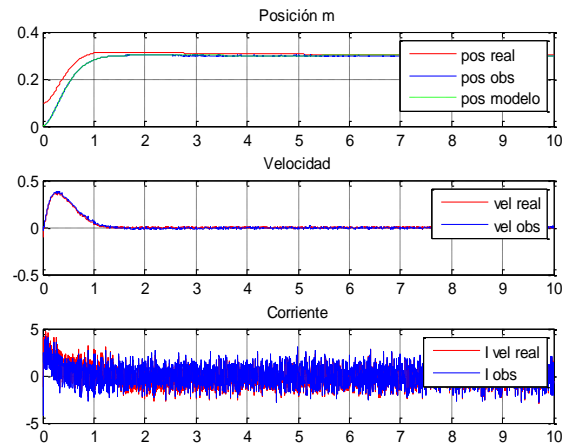 Posición m
0.4
0.2
0
pos real
pos obs
pos modelo
0 1 2 3 4 5 6 7 8 9 10
Velocidad
0.5
0
-0.5
vel real
vel obs
0 1 2 3 4 5 6 7 8 9 10
Corriente
5
0
-5
I vel real
I obs
0 1 2 3 4 5 6 7 8 9 10